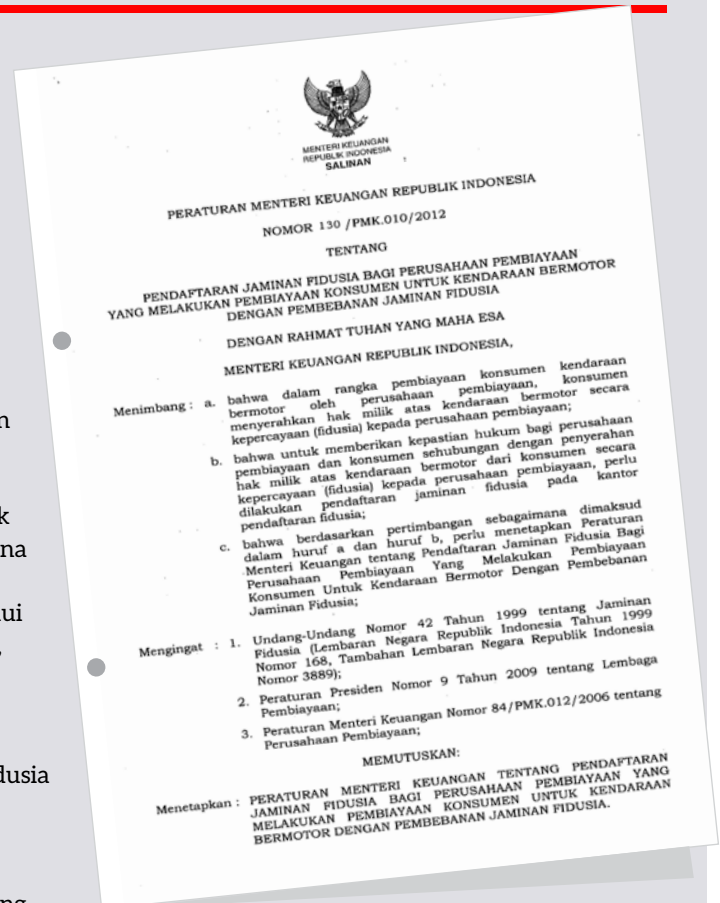 n
k
na
ui
,
dusia
ng
MENTERI KEUANGAN
REPUBLIK INDONESIA
SALINAN
PERATURAN MENTERI KEUANGAN REPUBLIK INDONESIA
NOMOR 130 /PMK.010/2012
TENTANG
PENDAFTARAN JAMINAN FIDUSIA BAGI PERUSAHAAN PEMBIAYAAN
YANG MELAKUKAN PEMBIAYAAN KONSUMEN UNTUK KENDARAAN BERMOTOR
DENGAN PEMBEBANAN JAMINAN FIDUSIA
DENGAN RAHMAT TUHAN YANG MAHA ESA
MENTERI KEUANGAN REPUBLIK INDONESIA,
Menimbang : a. bahwa dalam rangka pembiayaan konsumen kendaraan
bermotor oleh perusahaan pembiayaan, konsumen
menyerahkan hak milik atas kendaraan bermotor secara
kepercayaan (fidusia) kepada perusahaan pembiayaan;
b. bahwa untuk memberikan kepastian hukum bagi perusahaan
pembiayaan dan konsumen sehubungan dengan penyerahan
hak milik atas kendaraan bermotor dari konsumen secara
kepercayaan (fidusia) kepada perusahaan pembiayaan, perlu
dilakukan pendaftaran jaminan fidusia pada kantor
pendaftaran fidusia;
c. bahwa berdasarkan pertimbangan sebagaimana dimaksud
dalam huruf a dan huruf b, perlu menetapkan Peraturan
Menteri Keuangan tentang Pendaftaran Jaminan Fidusia Bagi
Perusahaan Pembiayaan Yang Melakukan Pembiayaan
Konsumen Untuk Kendaraan Bermotor Dengan Pembebanan
Jaminan Fidusia;
Mengingat : 1. Undang-Undang Nomor 42 Tahun 1999 tentang Jaminan
Fidusia (Lembaran Negara Republik Indonesia Tahun 1999
Nomor 168, Tambahan Lembaran Negara Republik Indonesia
Nomor 3889);
2. Peraturan Presiden Nomor 9 Tahun 2009 tentang Lembaga
Pembiayaan;
3. Peraturan Menteri Keuangan Nomor 84/PMK.012/2006 tentang
Perusahaan Pembiayaan;
MEMUTUSKAN:
Menetapkan : PERATURAN MENTERI KEUANGAN TENTANG PENDAFTARAN
JAMINAN FIDUSIA BAGI PERUSAHAAN PEMBIAYAAN YANG
MELAKUKAN PEMBIAYAAN KONSUMEN UNTUK KENDARAAN
BERMOTOR DENGAN PEMBEBANAN JAMINAN FIDUSIA.